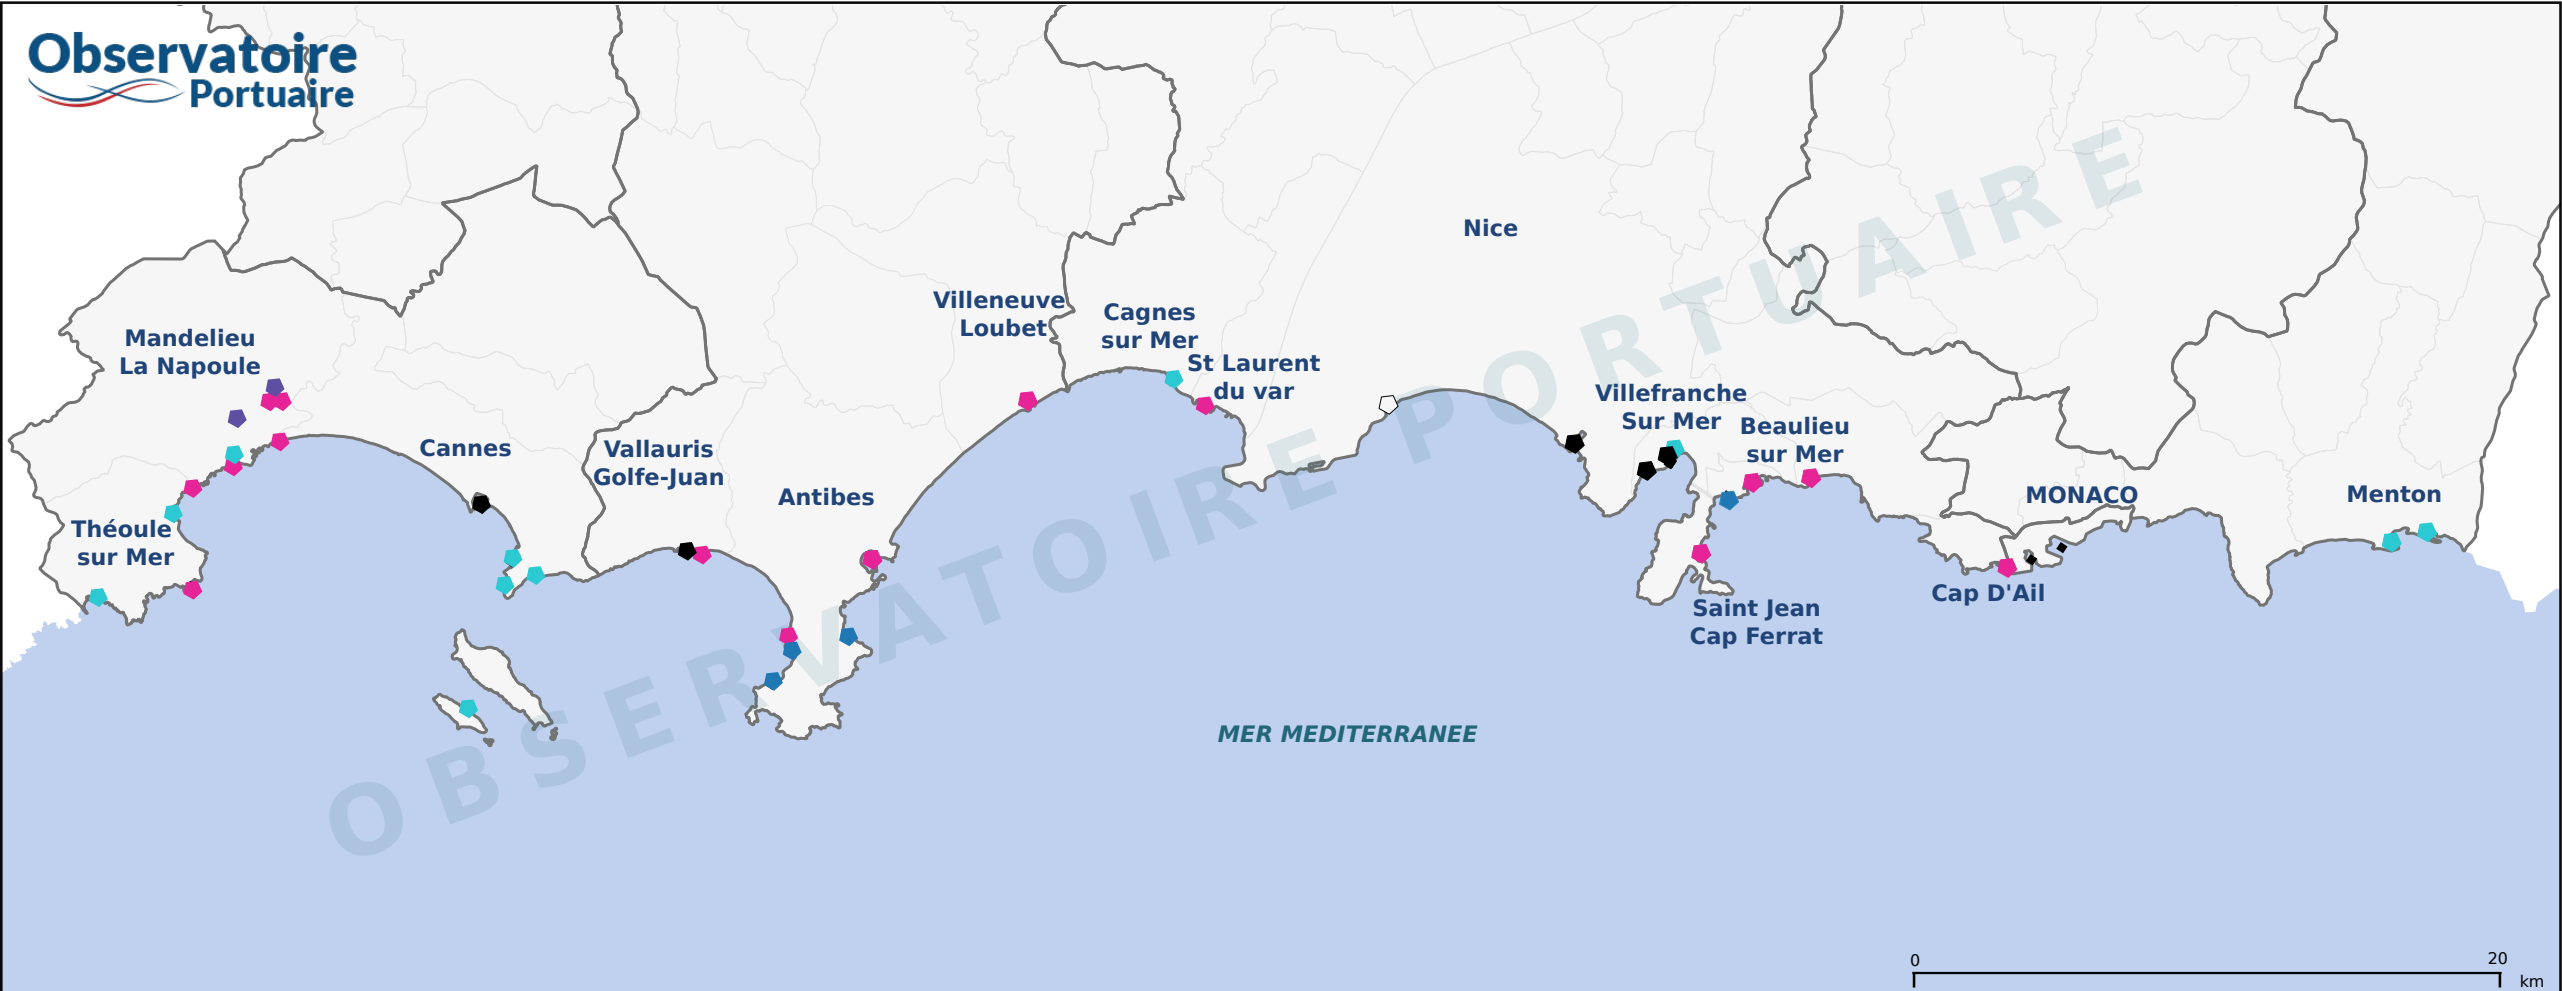 Observatoire
Portuaire
Nice
Villeneuve
Loubet
Cagnes
sur Mer
Mandelieu
La Napoule
St Laurent
du var
Villefranche
Sur Mer
Beaulieu
sur Mer
Cannes
Vallauris
Golfe-Juan
Antibes
MONACO
Menton
Théoule
sur Mer
Cap D'Ail
Saint Jean
Cap Ferrat
MER MEDITERRANEE
OBSERVATOIRE PORTUAIRE
0
20
km